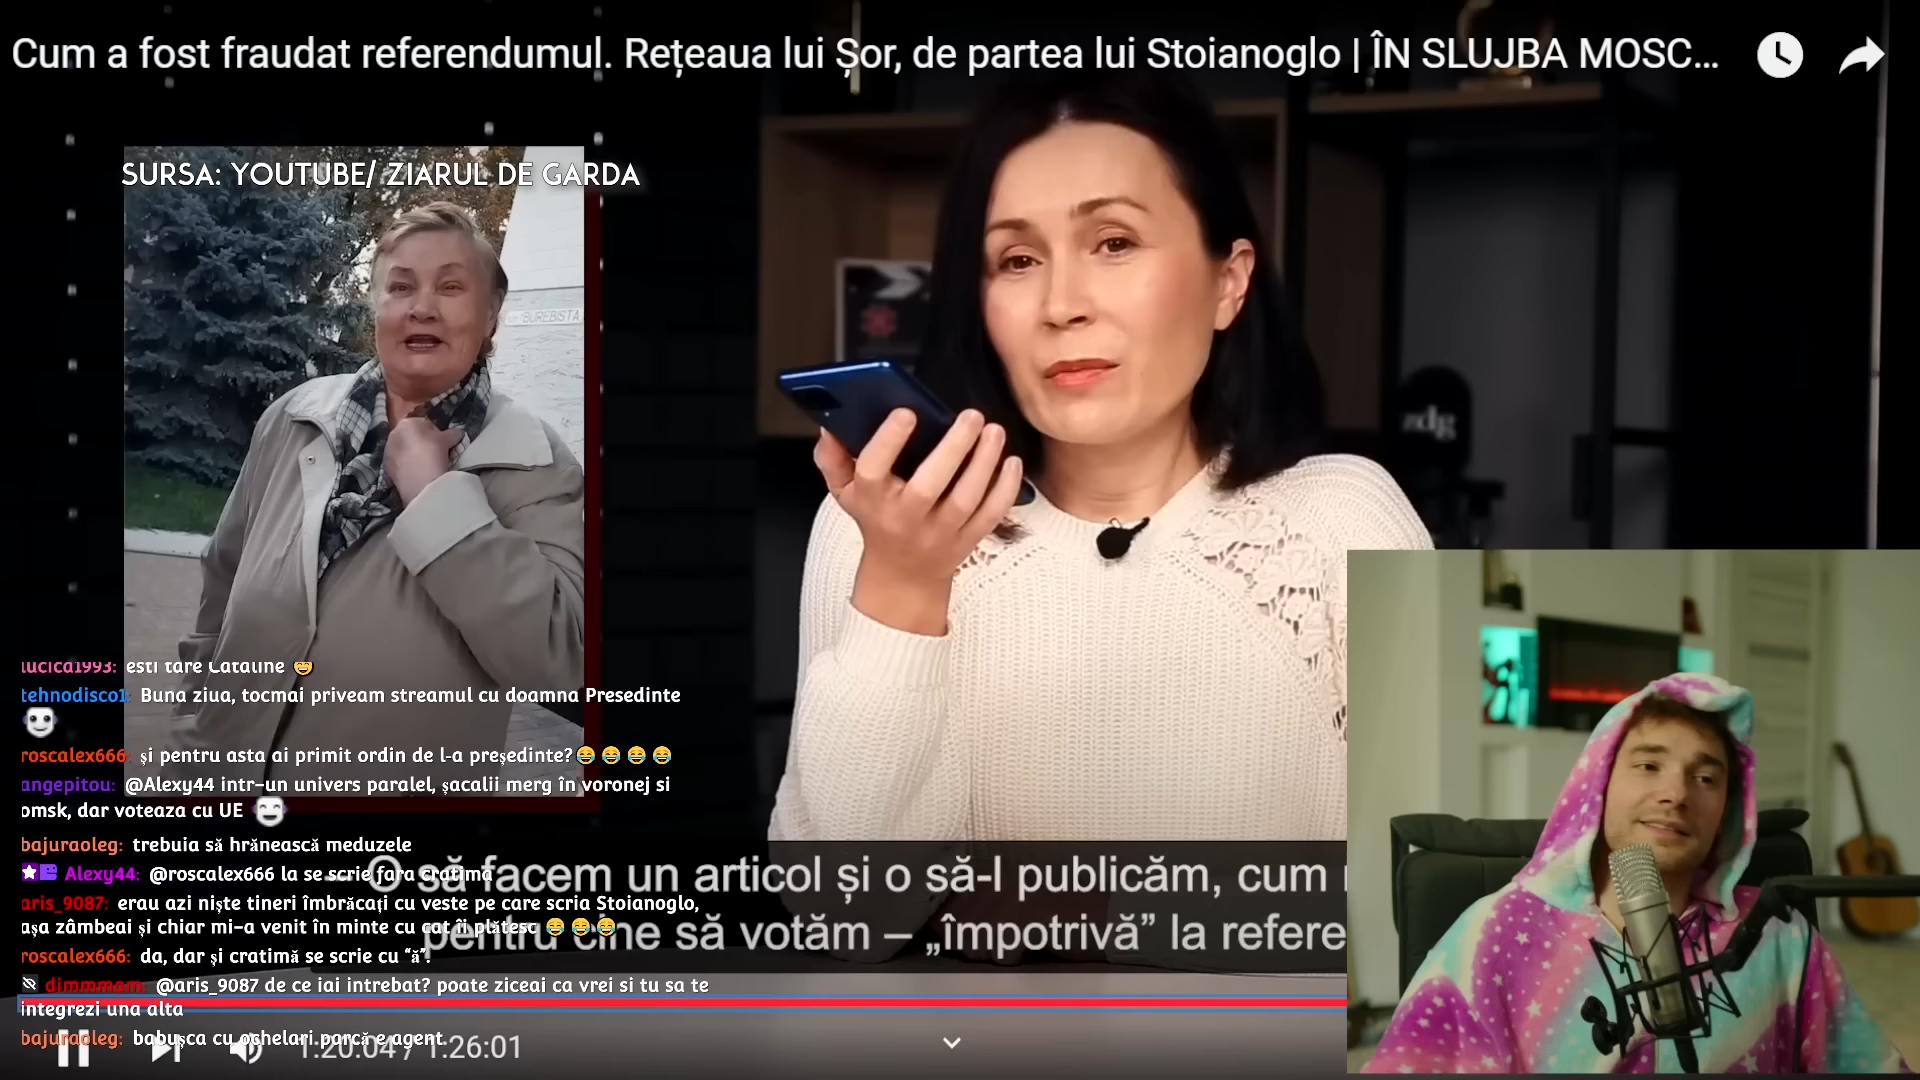 Cum a fost fraudat referendumul. Rețeaua lui Șor, de partea lui Stoianoglo | ÎN SLUJBA MOSC...
SURSA: YOUTUBE/ ZIARUL DE GARDA
BUREBISTA
zdg
lucica1993: esti tare Cataline 😁
tehnodisco1: Buna ziua, tocmai priveam streamul cu doamna Presedinte
roscalex666: și pentru asta ai primit ordin de l-a președinte?😂 😂 😂 😂
angepitou: @Alexy44 intr-un univers paralel, șacalii merg în voronej si
omsk, dar voteaza cu UE
bajuraoleg: trebuia să hrănească meduzele
Alexy44: @roscalex666 la se scrie fara cratima
aris_9087: erau azi niște tineri îmbrăcați cu veste pe care scria Stoianoglo,
așa zâmbeai și chiar mi-a venit în minte cu cat îi plătesc 😂 😂 😂
roscalex666: da, dar și cratimă se scrie cu “ă”!
dimmmam: @aris_9087 de ce iai intrebat? poate ziceai ca vrei si tu sa te
integrezi una alta
bajuraoleg: babușca cu ochelari parcă e agent
O să facem un articol și o să-l publicăm, cum
pentru cine să votăm – „împotrivă” la refere
1:20:04 / 1:26:01